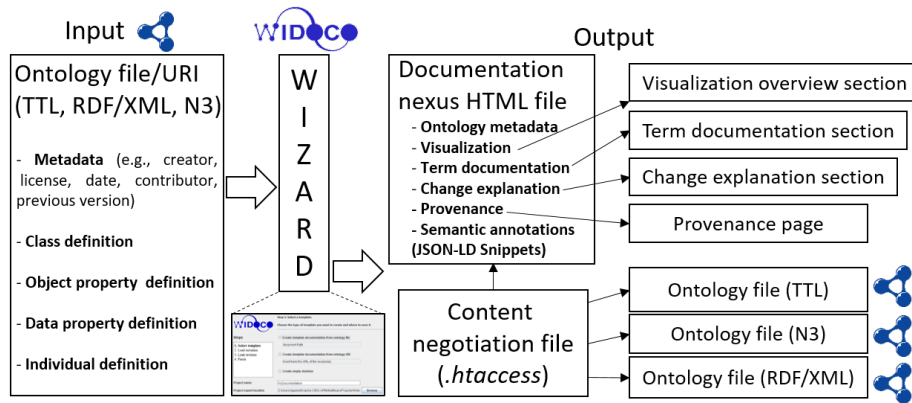 Input
WIDOCO
Output
Ontology file/URI
(TTL, RDF/XML, N3)
- Metadata (e.g., creator,
license, date, contributor,
previous version)
- Class definition
- Object property definition
- Data property definition
- Individual definition
W
I
Z
A
R
D
WIDOCO
Documentation
nexus HTML file
- Ontology metadata
- Visualization
- Term documentation
- Change explanation
- Provenance
- Semantic annotations
(JSON-LD Snippets)
Visualization overview section
Term documentation section
Change explanation section
Provenance page
Content
negotiation file
(.htaccess)
Ontology file (TTL)
Ontology file (N3)
Ontology file (RDF/XML)